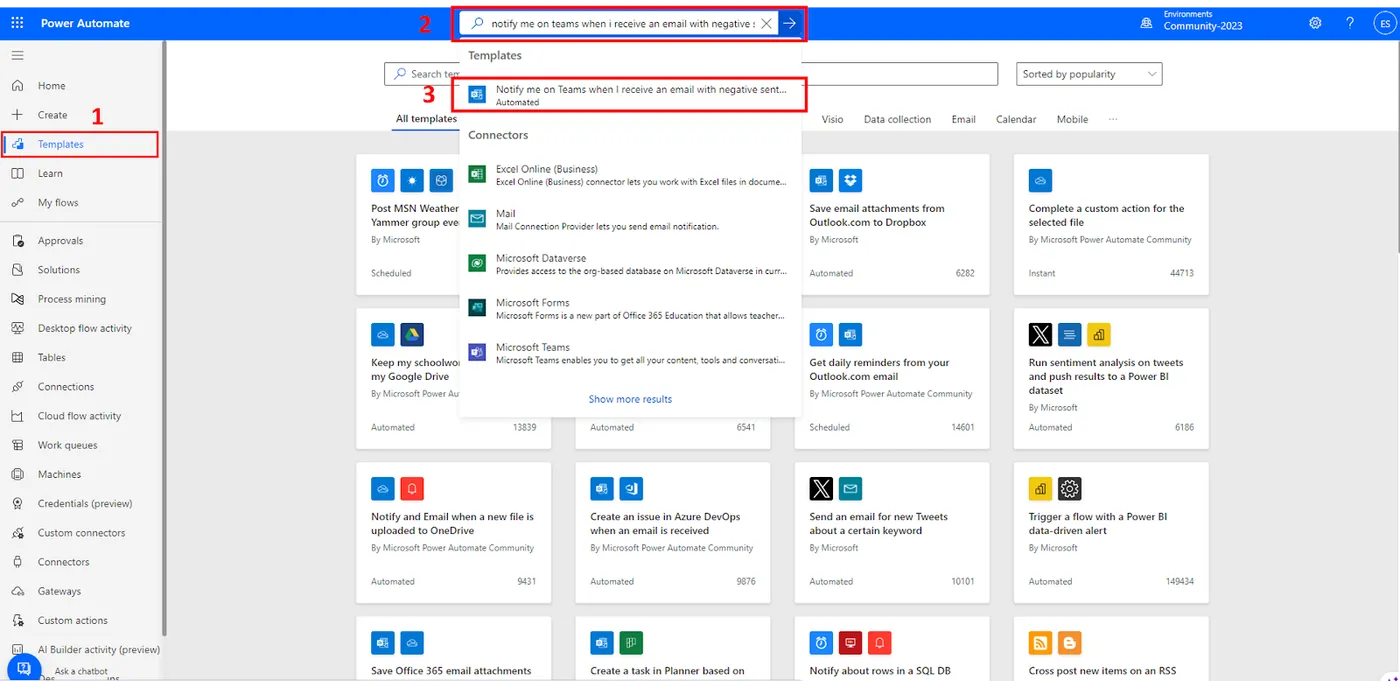 Power Automate
2
notify me on teams when i receive an email with negative s
Environments
Community-2023
?
ES
Home
Create
1
Templates
Learn
My flows
Approvals
Solutions
Process mining
Desktop flow activity
Tables
Connections
Cloud flow activity
Work queues
Machines
Credentials (preview)
Custom connectors
Connectors
Gateways
Custom actions
AI Builder activity (preview)
Ask a chatbot
Templates
Search tem
Sorted by popularity
3
Notify me on Teams when I receive an email with negative sent...
Automated
All templates
Visio
Data collection
Email
Calendar
Mobile
...
Connectors
Excel Online (Business)
Excel Online (Business) connector lets you work with Excel files in docume...
Mail
Mail Connection Provider lets you send email notification.
Microsoft Dataverse
Provides access to the org-based database on Microsoft Dataverse in curr...
Microsoft Forms
Microsoft Forms is a new part of Office 365 Education that allows teacher...
Microsoft Teams
Microsoft Teams enables you to get all your content, tools and conversati...
Show more results
Post MSN Weather
Yammer group eve
By Microsoft
Scheduled
Save email attachments from
Outlook.com to Dropbox
By Microsoft
Automated
6282
Complete a custom action for the
selected file
By Microsoft Power Automate Community
Instant
44713
Keep my schoolwo
my Google Drive
By Microsoft Power Au
Automated
13839
Automated
6541
Get daily reminders from your
Outlook.com email
By Microsoft Power Automate Community
Scheduled
14601
Run sentiment analysis on tweets
and push results to a Power BI
dataset
By Microsoft
Automated
6186
Notify and Email when a new file is
uploaded to OneDrive
By Microsoft Power Automate Community
Automated
9431
Create an issue in Azure DevOps
when an email is received
By Microsoft Power Automate Community
Automated
9876
Send an email for new Tweets
about a certain keyword
By Microsoft
Automated
10101
Trigger a flow with a Power BI
data-driven alert
By Microsoft
Automated
149434
Save Office 365 email attachments
Create a task in Planner based on
Notify about rows in a SQL DB
Cross post new items on an RSS